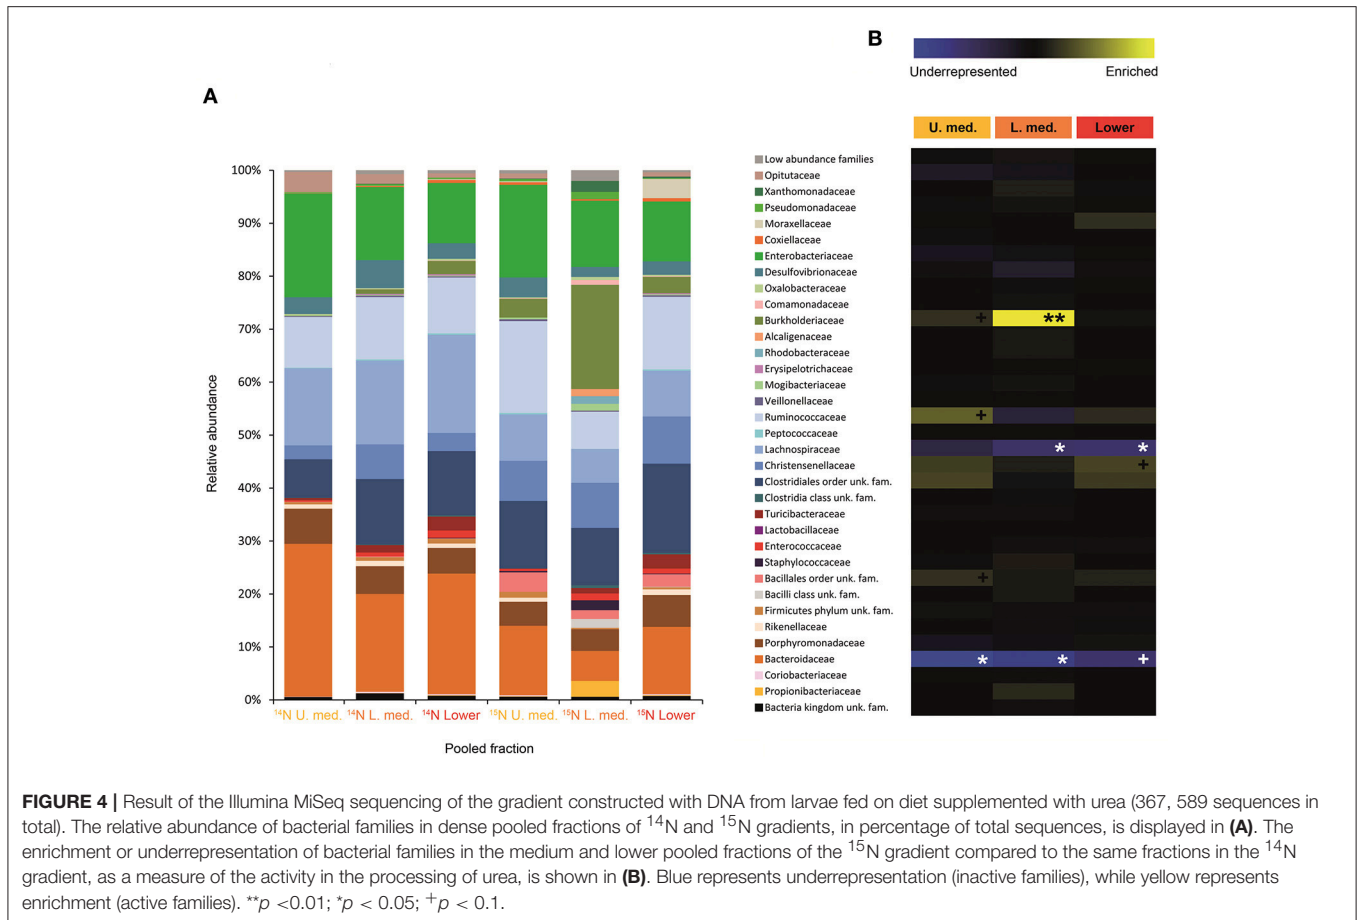 B
Underrepresented Enriched
A
U. med. L. med. Lower
100%
90%
80%
70%
60%
50%
40%
30%
20%
10%
0%
Relative abundance
¹⁴N U. med. ¹⁴N L. med. ¹⁴N Lower ¹⁵N U. med. ¹⁵N L. med. ¹⁵N Lower
Pooled fraction
Low abundance families
Opitutaceae
Xanthomonadaceae
Pseudomonadaceae
Moraxellaceae
Coxiellaceae
Enterobacteriaceae
Desulfovibrionaceae
Oxalobacteraceae
Comamonadaceae
Burkholderiaceae
Alcaligenaceae
Rhodobacteraceae
Erysipelotrichaceae
Mogibacteriaceae
Veillonellaceae
Ruminococcaceae
Peptococcaceae
Lachnospiraceae
Christensenellaceae
Clostridiales order unk. fam.
Clostridia class unk. fam.
Turicibacteraceae
Lactobacillaceae
Enterococcaceae
Staphylococcaceae
Bacillales order unk. fam.
Bacilli class unk. fam.
Firmicutes phylum unk. fam.
Rikenellaceae
Porphyromonadaceae
Bacteroidaceae
Coriobacteriaceae
Propionibacteriaceae
Bacteria kingdom unk. fam.
+ **
+
* *
+
+
* * +
FIGURE 4 | Result of the Illumina MiSeq sequencing of the gradient constructed with DNA from larvae fed on diet supplemented with urea (367, 589 sequences in
total). The relative abundance of bacterial families in dense pooled fractions of ¹⁴N and ¹⁵N gradients, in percentage of total sequences, is displayed in (A). The
enrichment or underrepresentation of bacterial families in the medium and lower pooled fractions of the ¹⁵N gradient compared to the same fractions in the ¹⁴N
gradient, as a measure of the activity in the processing of urea, is shown in (B). Blue represents underrepresentation (inactive families), while yellow represents
enrichment (active families). **p <0.01; *p < 0.05; ⁺p < 0.1.